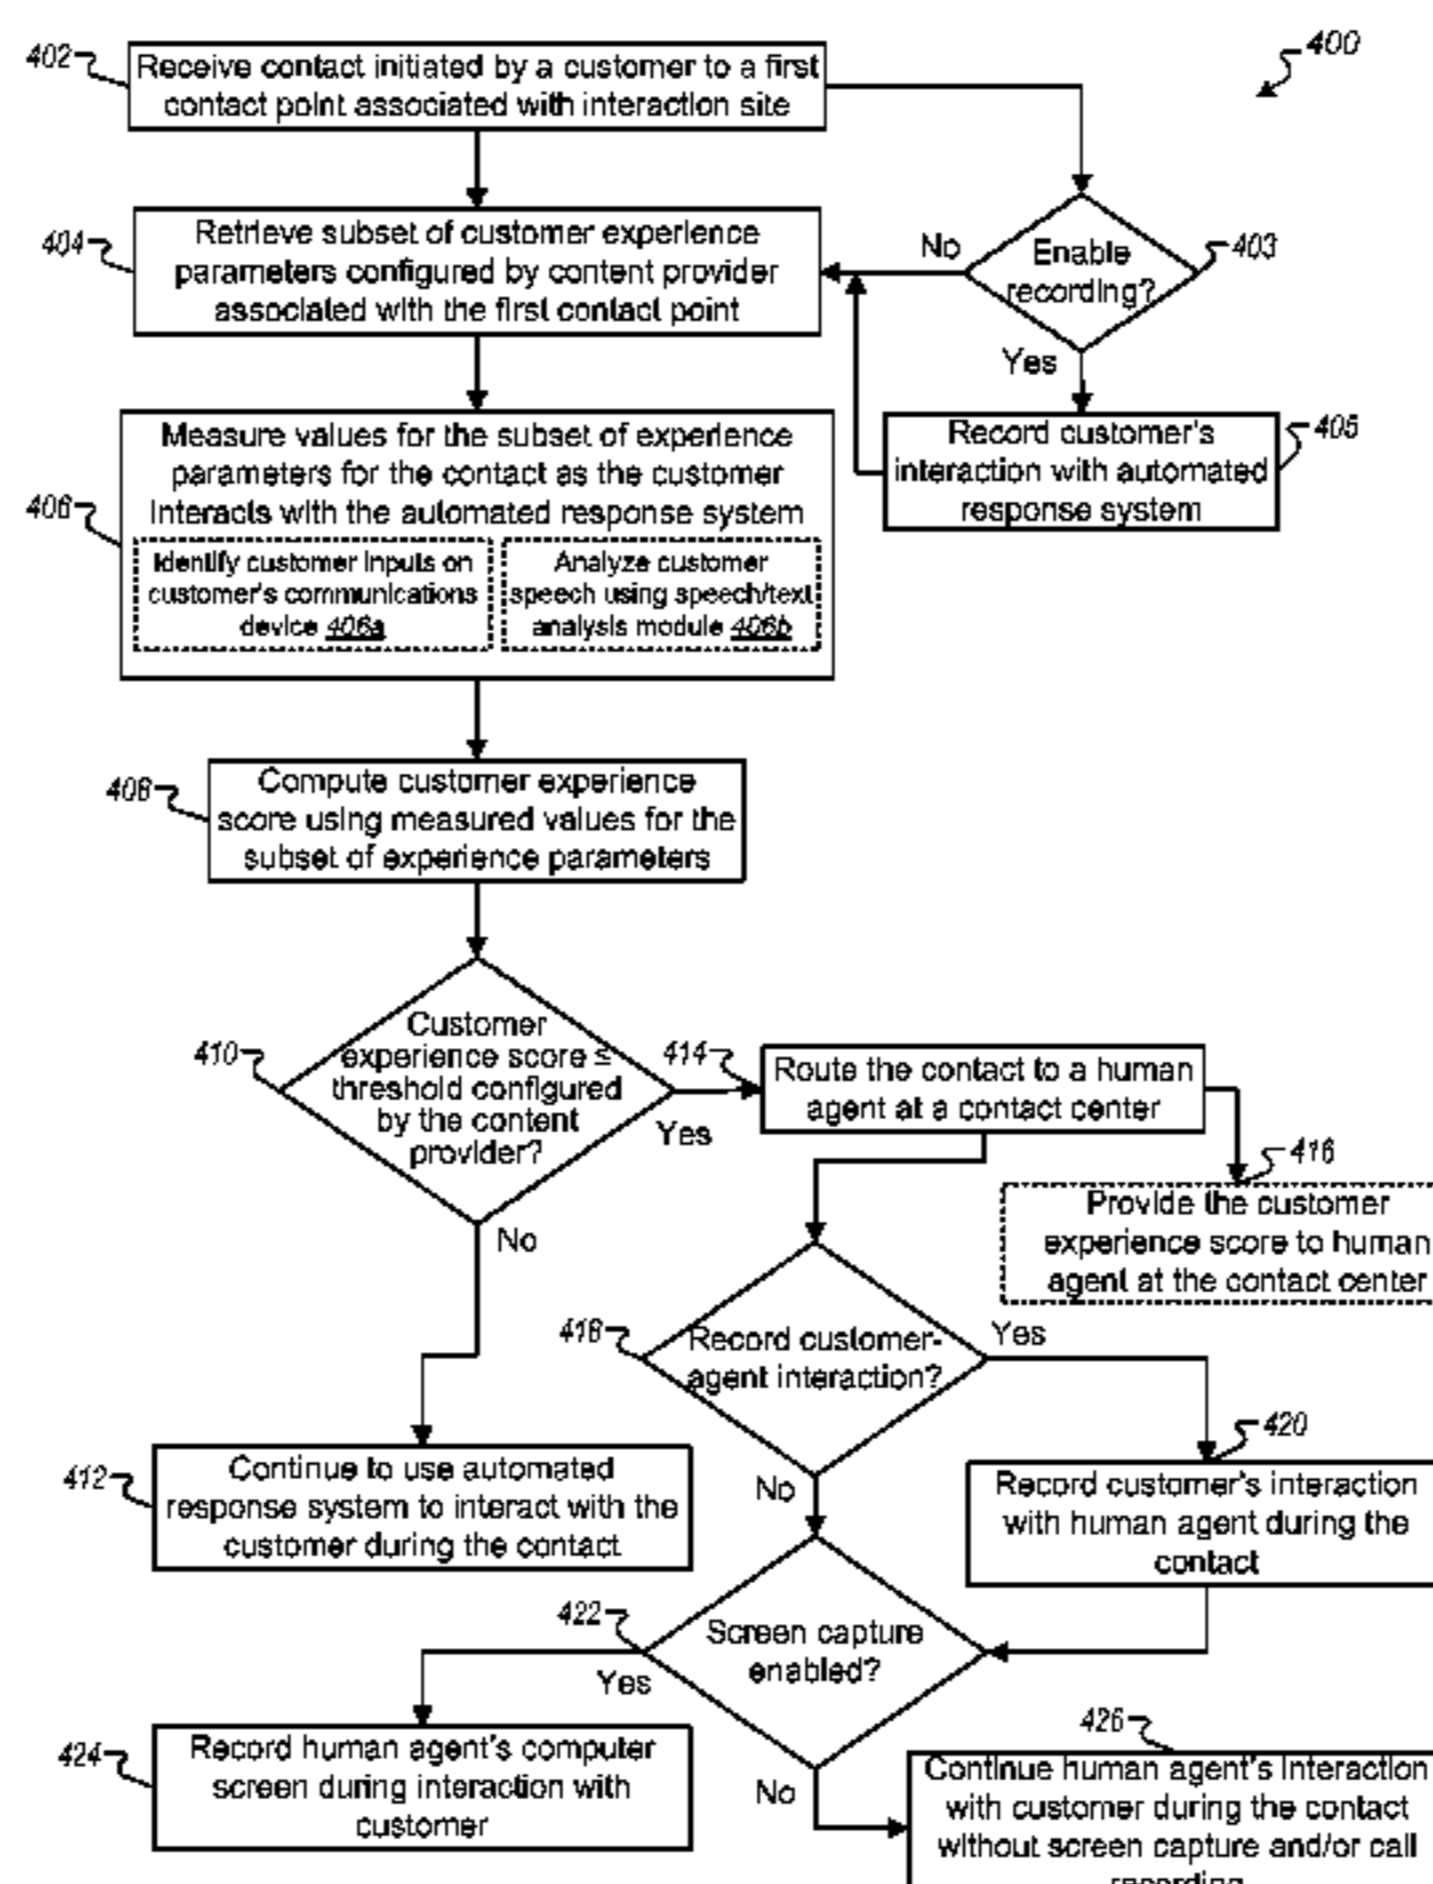 402
Receive contact initiated by a customer to a first
contact point associated with interaction site
400
404
Retrieve subset of customer experience
parameters configured by content provider
associated with the first contact point
No
Enable
recording?
403
Yes
Record customer's
interaction with automated
response system
405
406
Measure values for the subset of experience
parameters for the contact as the customer
interacts with the automated response system
Identify customer inputs on
customer's communications
device 406a
Analyze customer
speech using speech/text
analysis module 406b
408
Compute customer experience
score using measured values for the
subset of experience parameters
410
Customer
experience score ≤
threshold configured
by the content
provider?
Yes
No
414
Route the contact to a human
agent at a contact center
416
Provide the customer
experience score to human
agent at the contact center
418
Record customer-
agent interaction?
Yes
No
420
Record customer's interaction
with human agent during the
contact
412
Continue to use automated
response system to interact with the
customer during the contact
422
Screen capture
enabled?
Yes
No
424
Record human agent's computer
screen during interaction with
customer
426
Continue human agent's interaction
with customer during the contact
without screen capture and/or call
recording